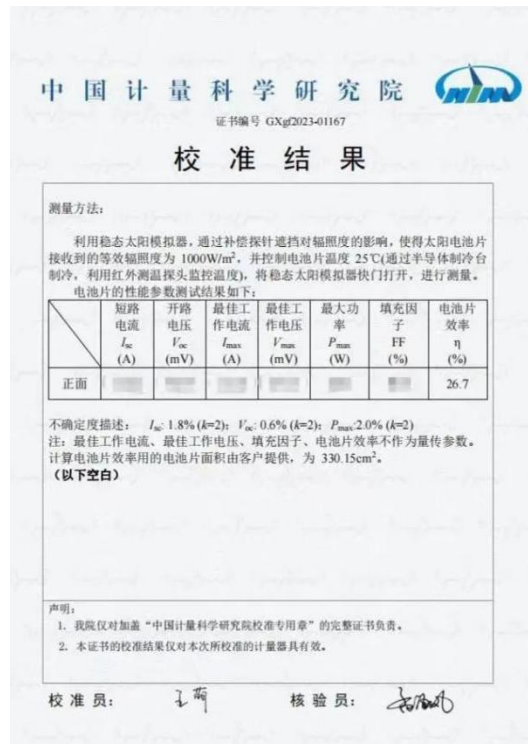 中国计量科学研究院
NIM
证书编号 GXgf2023-01167
校准结果
测量方法:
利用稳态太阳模拟器,通过补偿探针遮挡对辐照度的影响,使得太阳电池片
接收到的等效辐照度为 1000W/m²,并控制电池片温度 25℃(通过半导体制冷台
制冷,利用红外测温探头监控温度),将稳态太阳模拟器快门打开,进行测量。
电池片的性能参数测试结果如下:
短路电流 Isc (A) 开路电压 Voc (mV) 最佳工作电流 Imax (A) 最佳工作电压 Vmax (mV) 最大功率 Pmax (W) 填充因子 FF (%) 电池片效率 η (%)
正面 26.7
不确定度描述: Isc: 1.8% (k=2); Voc: 0.6% (k=2); Pmax:2.0% (k=2)
注:最佳工作电流、最佳工作电压、填充因子、电池片效率不作为量传参数。
计算电池片效率用的电池片面积由客户提供,为 330.15cm²。
(以下空白)
声明:
1. 我院仅对加盖“中国计量科学研究院校准专用章”的完整证书负责。
2. 本证书的校准结果仅对本次所校准的计量器具有效。
校准员: 核验员: